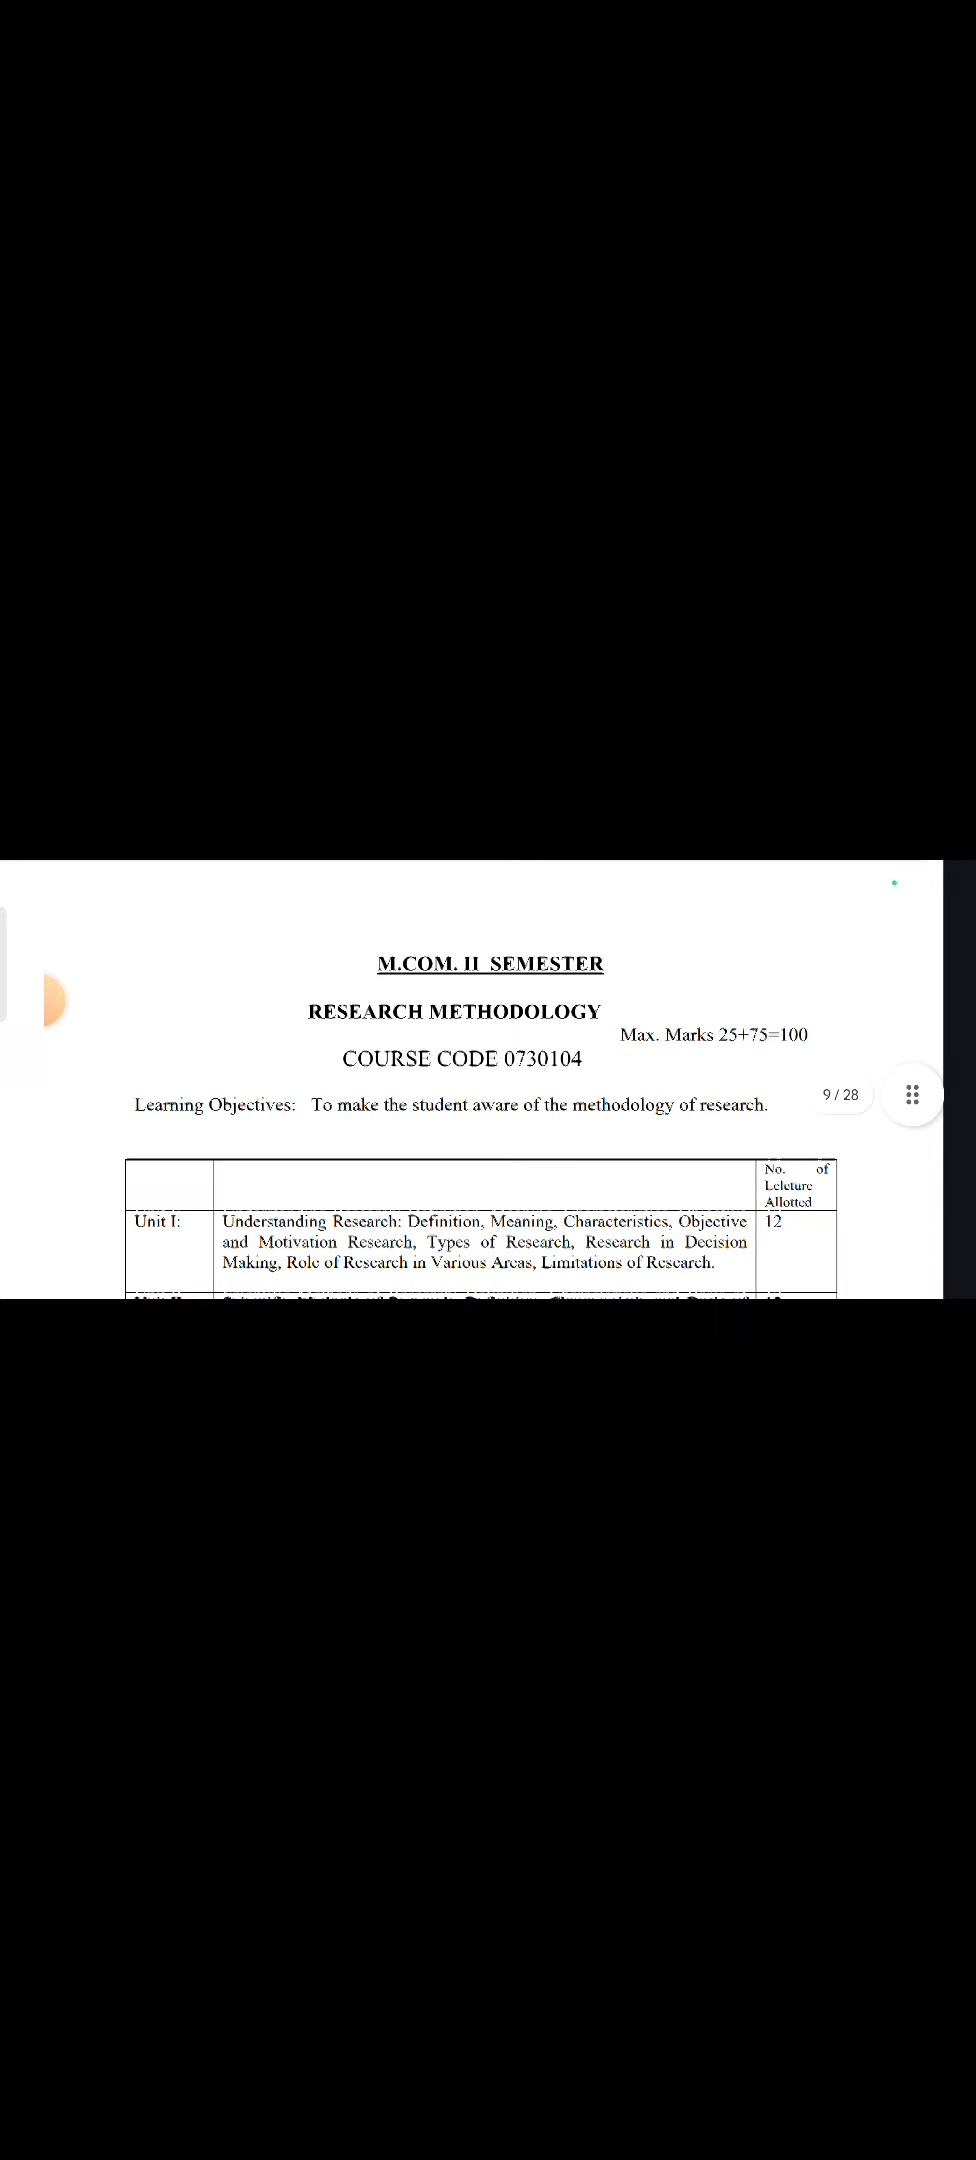 M.COM. II SEMESTER
RESEARCH METHODOLOGY
Max. Marks 25+75=100
COURSE CODE 0730104
9 / 28
Learning Objectives: To make the student aware of the methodology of research.
No. of
Lelcture
Allotted
Unit I: Understanding Research: Definition, Meaning, Characteristics, Objective 12
and Motivation Research, Types of Research, Research in Decision
Making, Role of Research in Various Areas, Limitations of Research.